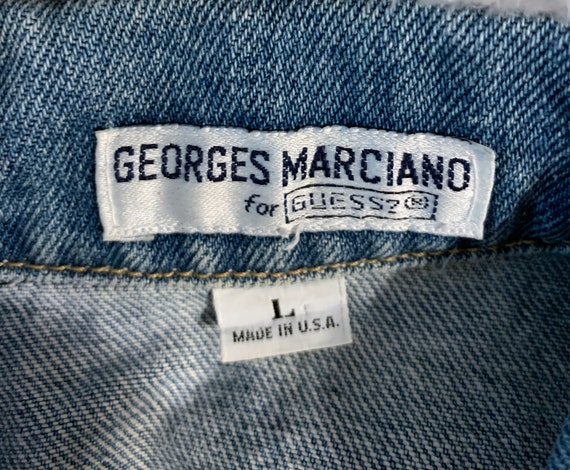 GEORGES MARCIANO
for GUESS?®
L
MADE IN U.S.A.